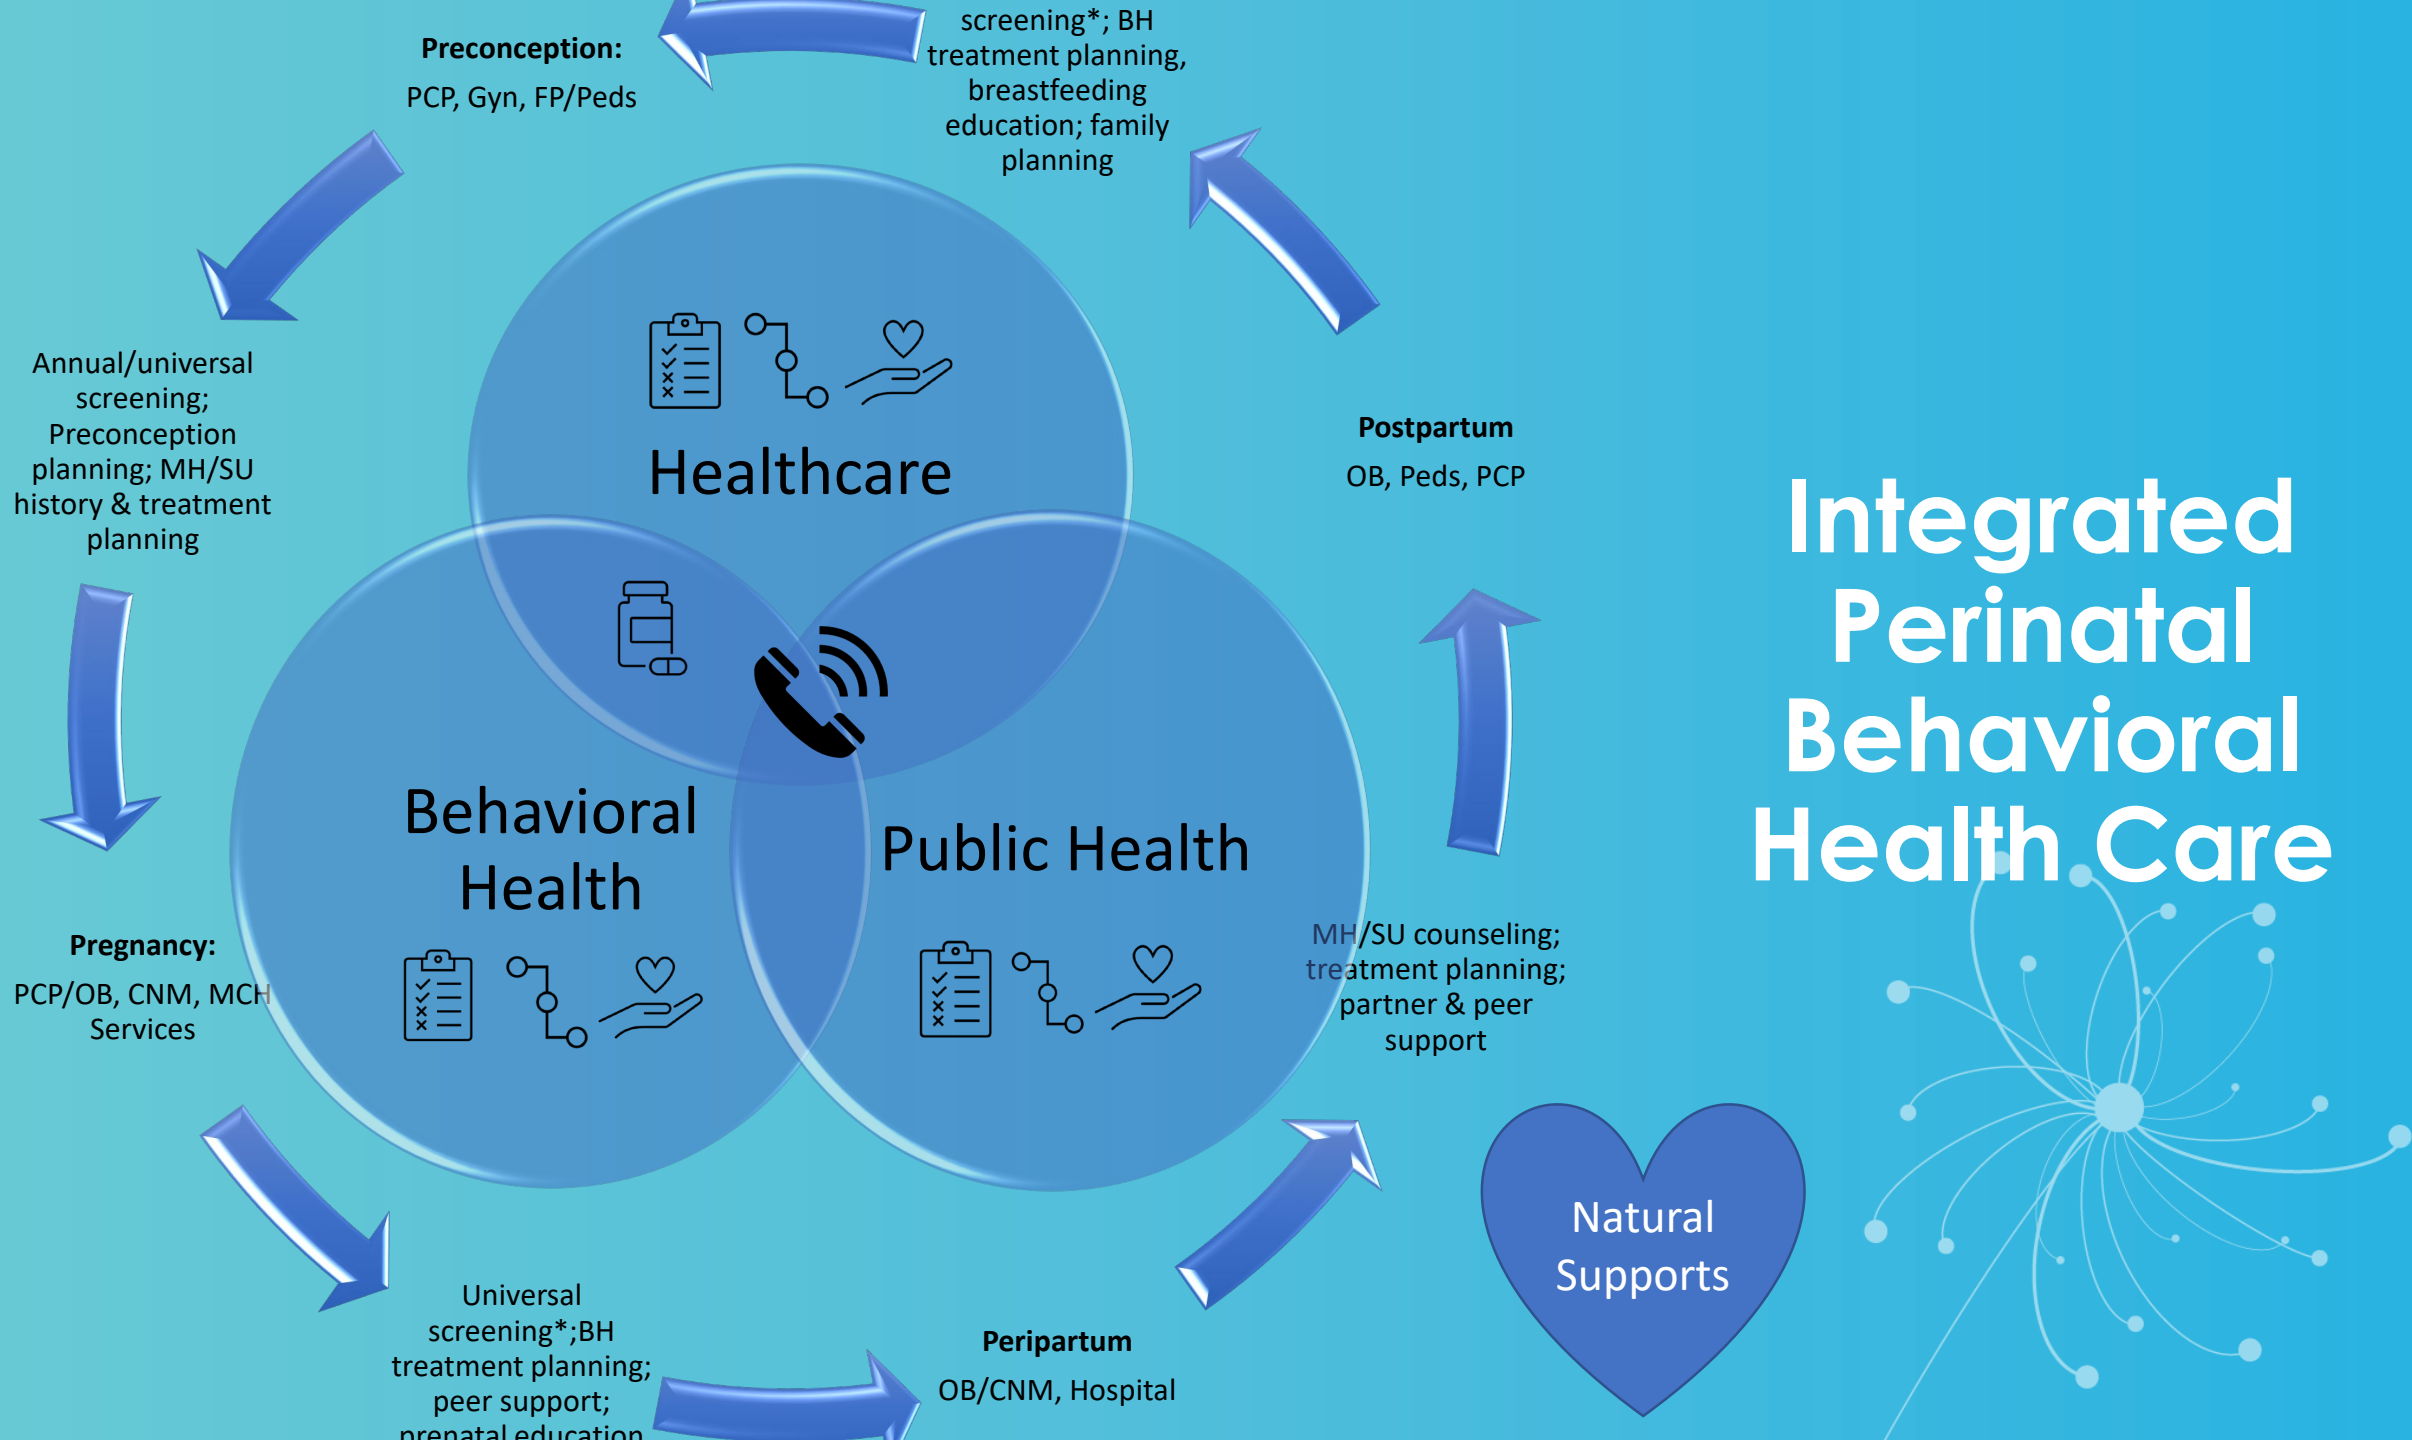 Preconception:
PCP, Gyn, FP/Peds
Annual/universal
screening;
Preconception
planning; MH/SU
history & treatment
planning
Pregnancy:
PCP/OB, CNM, MCH
Services
Universal
screening*;BH
treatment planning;
peer support;
prenatal education
Peripartum
OB/CNM, Hospital
MH/SU counseling;
treatment planning;
partner & peer
support
Postpartum
OB, Peds, PCP
screening*; BH
treatment planning,
breastfeeding
education; family
planning
Healthcare
Behavioral
Health
Public Health
Natural
Supports
Integrated
Perinatal
Behavioral
Health Care